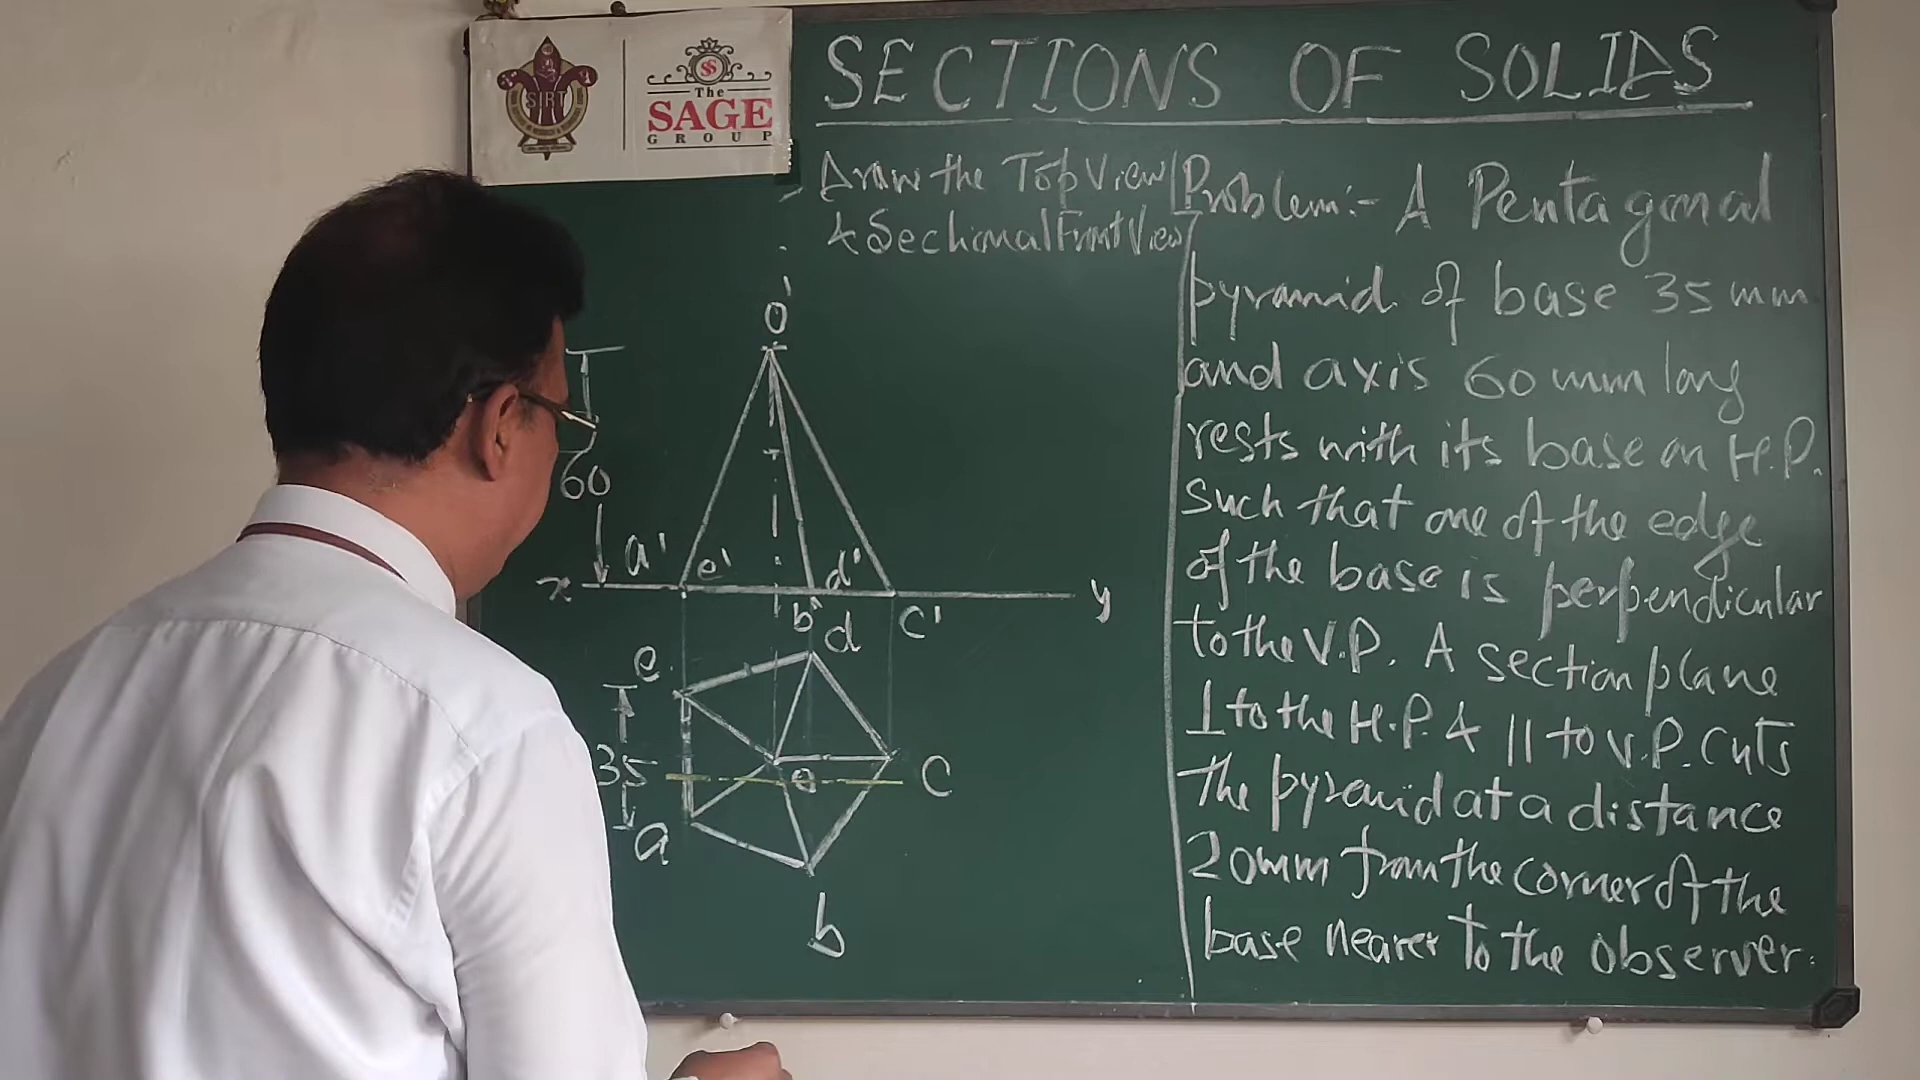 SIRT
SS
The
SAGE
GROUP
SECTIONS OF SOLIDS
Draw the Top View
& Sectional Front View
Problem:- A Pentagonal
pyramid of base 35 mm
and axis 60 mm long
rests with its base on H.P.
Such that one of the edge
of the base is perpendicular
to the V.P. A section plane
⊥ to the H.P. & || to V.P. Cuts
the pyramid at a distance
20mm from the corner of the
base nearer to the observer.
o'
60
a' e' d'
x y
b' c'
d
e
35
o c
a
b